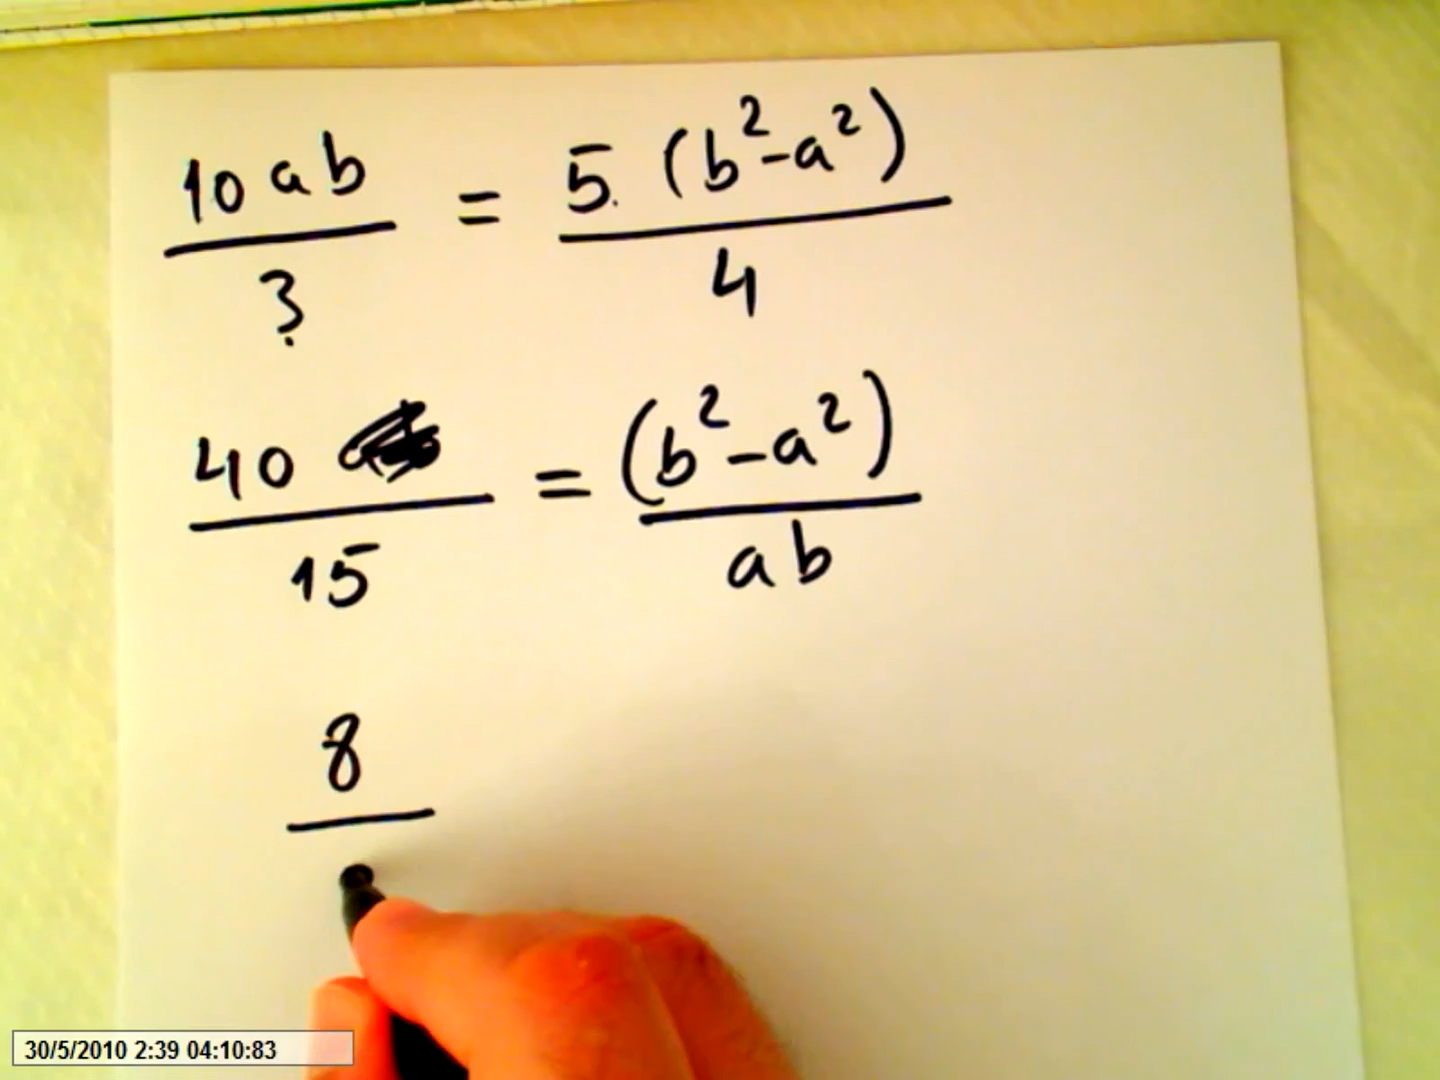 10ab/3 = 5.(b²-a²)/4
40/15 = (b²-a²)/ab
8
30/5/2010 2:39 04:10:83